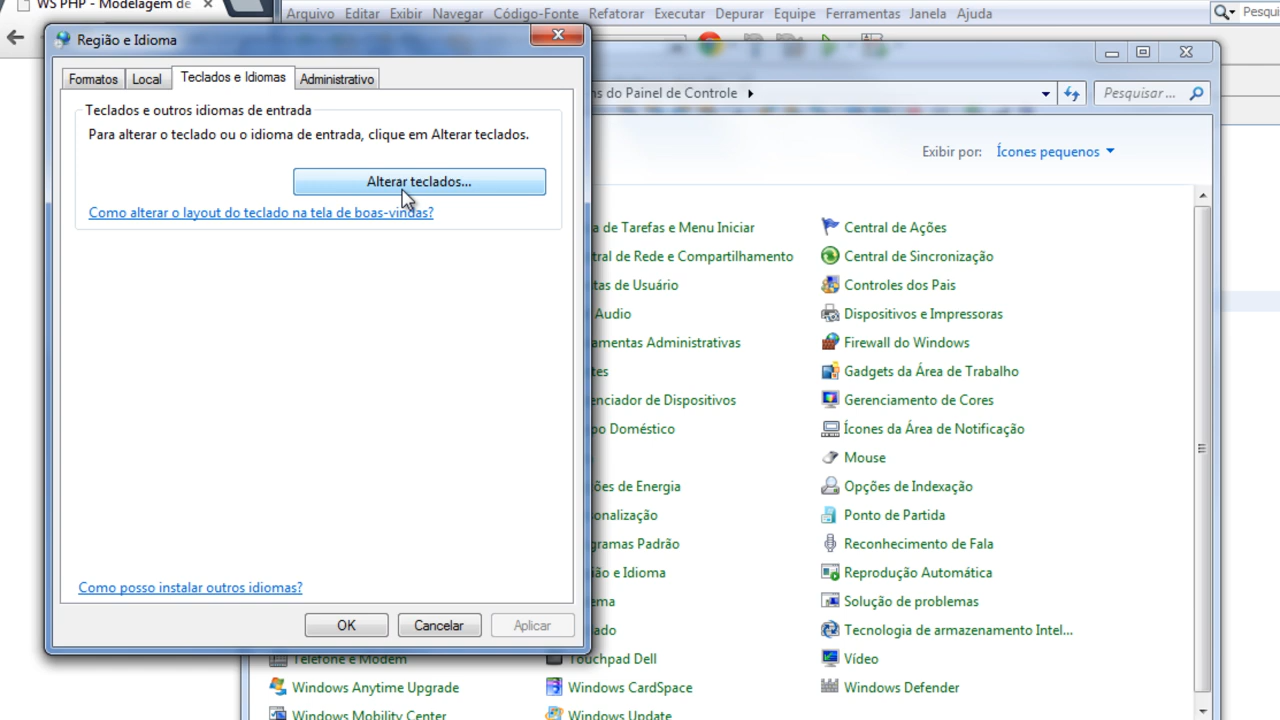 WS PHP - Modelagem de
Arquivo Editar Exibir Navegar Código-Fonte Refatorar Executar Depurar Equipe Ferramentas Janela Ajuda
Pesqui
Região e Idioma
Formatos Local Teclados e Idiomas Administrativo
Teclados e outros idiomas de entrada
Para alterar o teclado ou o idioma de entrada, clique em Alterar teclados.
Alterar teclados...
Como alterar o layout do teclado na tela de boas-vindas?
Como posso instalar outros idiomas?
OK Cancelar Aplicar
ns do Painel de Controle
Pesquisar ...
Exibir por: Ícones pequenos
a de Tarefas e Menu Iniciar Central de Ações
tral de Rede e Compartilhamento Central de Sincronização
tas de Usuário Controles dos Pais
Audio Dispositivos e Impressoras
amentas Administrativas Firewall do Windows
tes Gadgets da Área de Trabalho
enciador de Dispositivos Gerenciamento de Cores
po Doméstico Ícones da Área de Notificação
Mouse
ões de Energia Opções de Indexação
onalização Ponto de Partida
gramas Padrão Reconhecimento de Fala
ião e Idioma Reprodução Automática
ema Solução de problemas
ado Tecnologia de armazenamento Intel...
Telefone e Modem Touchpad Dell Vídeo
Windows Anytime Upgrade Windows CardSpace Windows Defender
Windows Mobility Center Windows Update